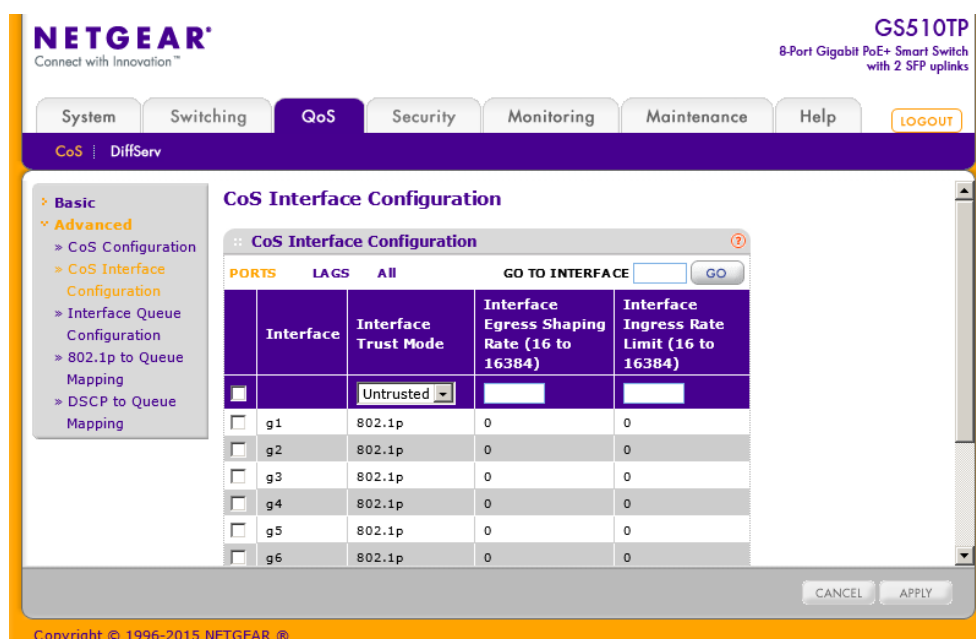 NETGEAR®
Connect with Innovation™
GS510TP
8-Port Gigabit PoE+ Smart Switch
with 2 SFP uplinks
System Switching QoS Security Monitoring Maintenance Help LOGOUT
CoS DiffServ
Basic
Advanced
» CoS Configuration
» CoS Interface
Configuration
» Interface Queue
Configuration
» 802.1p to Queue
Mapping
» DSCP to Queue
Mapping
CoS Interface Configuration
CoS Interface Configuration ?
PORTS LAGS All GO TO INTERFACE GO
Interface
Interface
Trust Mode
Interface
Egress Shaping
Rate (16 to
16384)
Interface
Ingress Rate
Limit (16 to
16384)
Untrusted
g1 802.1p 0 0
g2 802.1p 0 0
g3 802.1p 0 0
g4 802.1p 0 0
g5 802.1p 0 0
g6 802.1p 0 0
CANCEL APPLY
Copyright © 1996-2015 NETGEAR ®